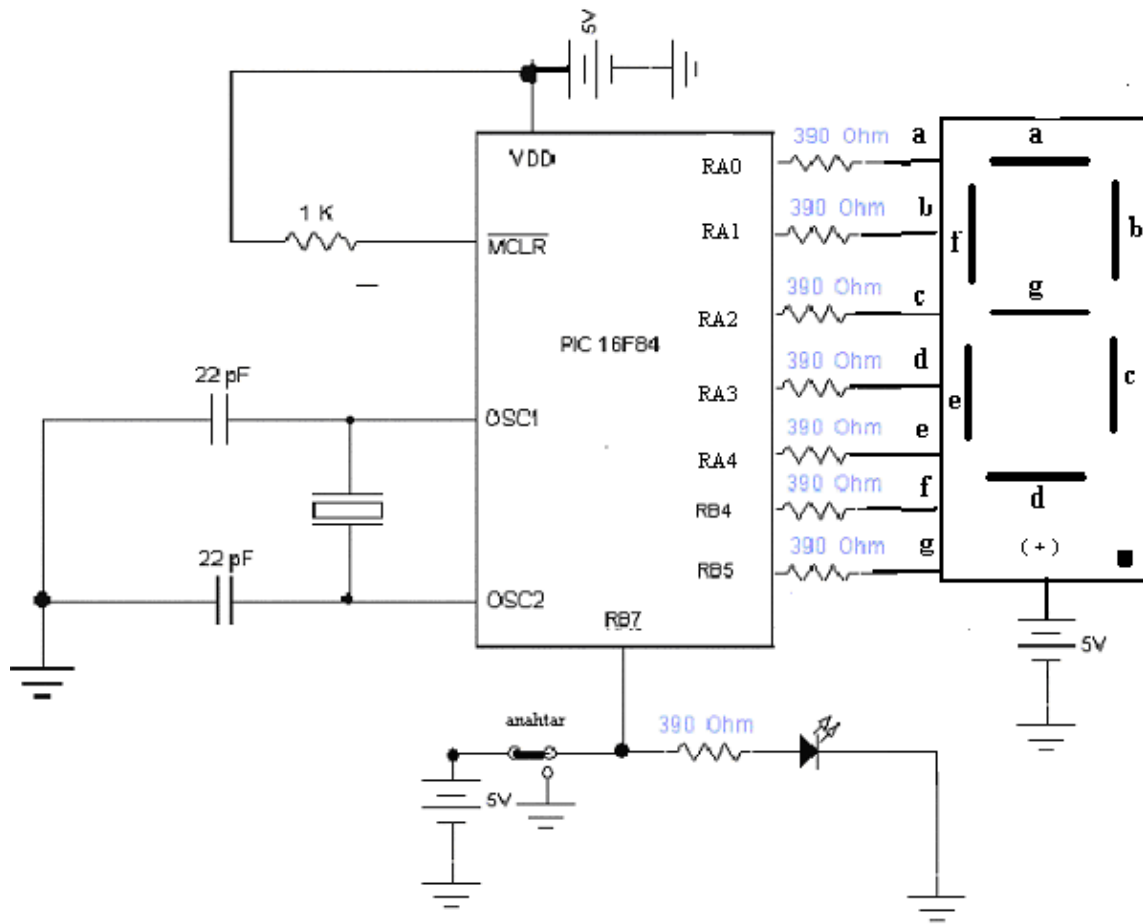 5V
VDD
1 K
MCLR
PIC 16F84
22 pF
OSC1
22 pF
OSC2
RB7
RA0
RA1
RA2
RA3
RA4
RB4
RB5
390 Ohm
a
390 Ohm
b
390 Ohm
c
390 Ohm
d
390 Ohm
e
390 Ohm
f
390 Ohm
g
a
b
f
g
c
e
d
(+)
5V
anahtar
390 Ohm
5V